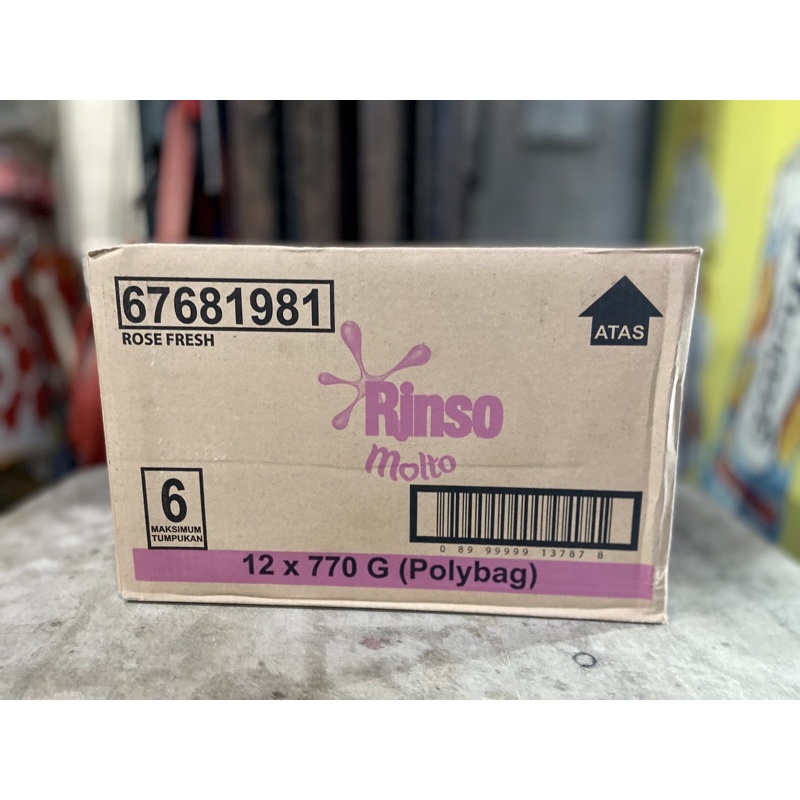 67681981
ROSE FRESH
ATAS
Rinso
Molto
6
MAKSIMUM
TUMPUKAN
0 89 99999 13787 8
12 x 770 G (Polybag)